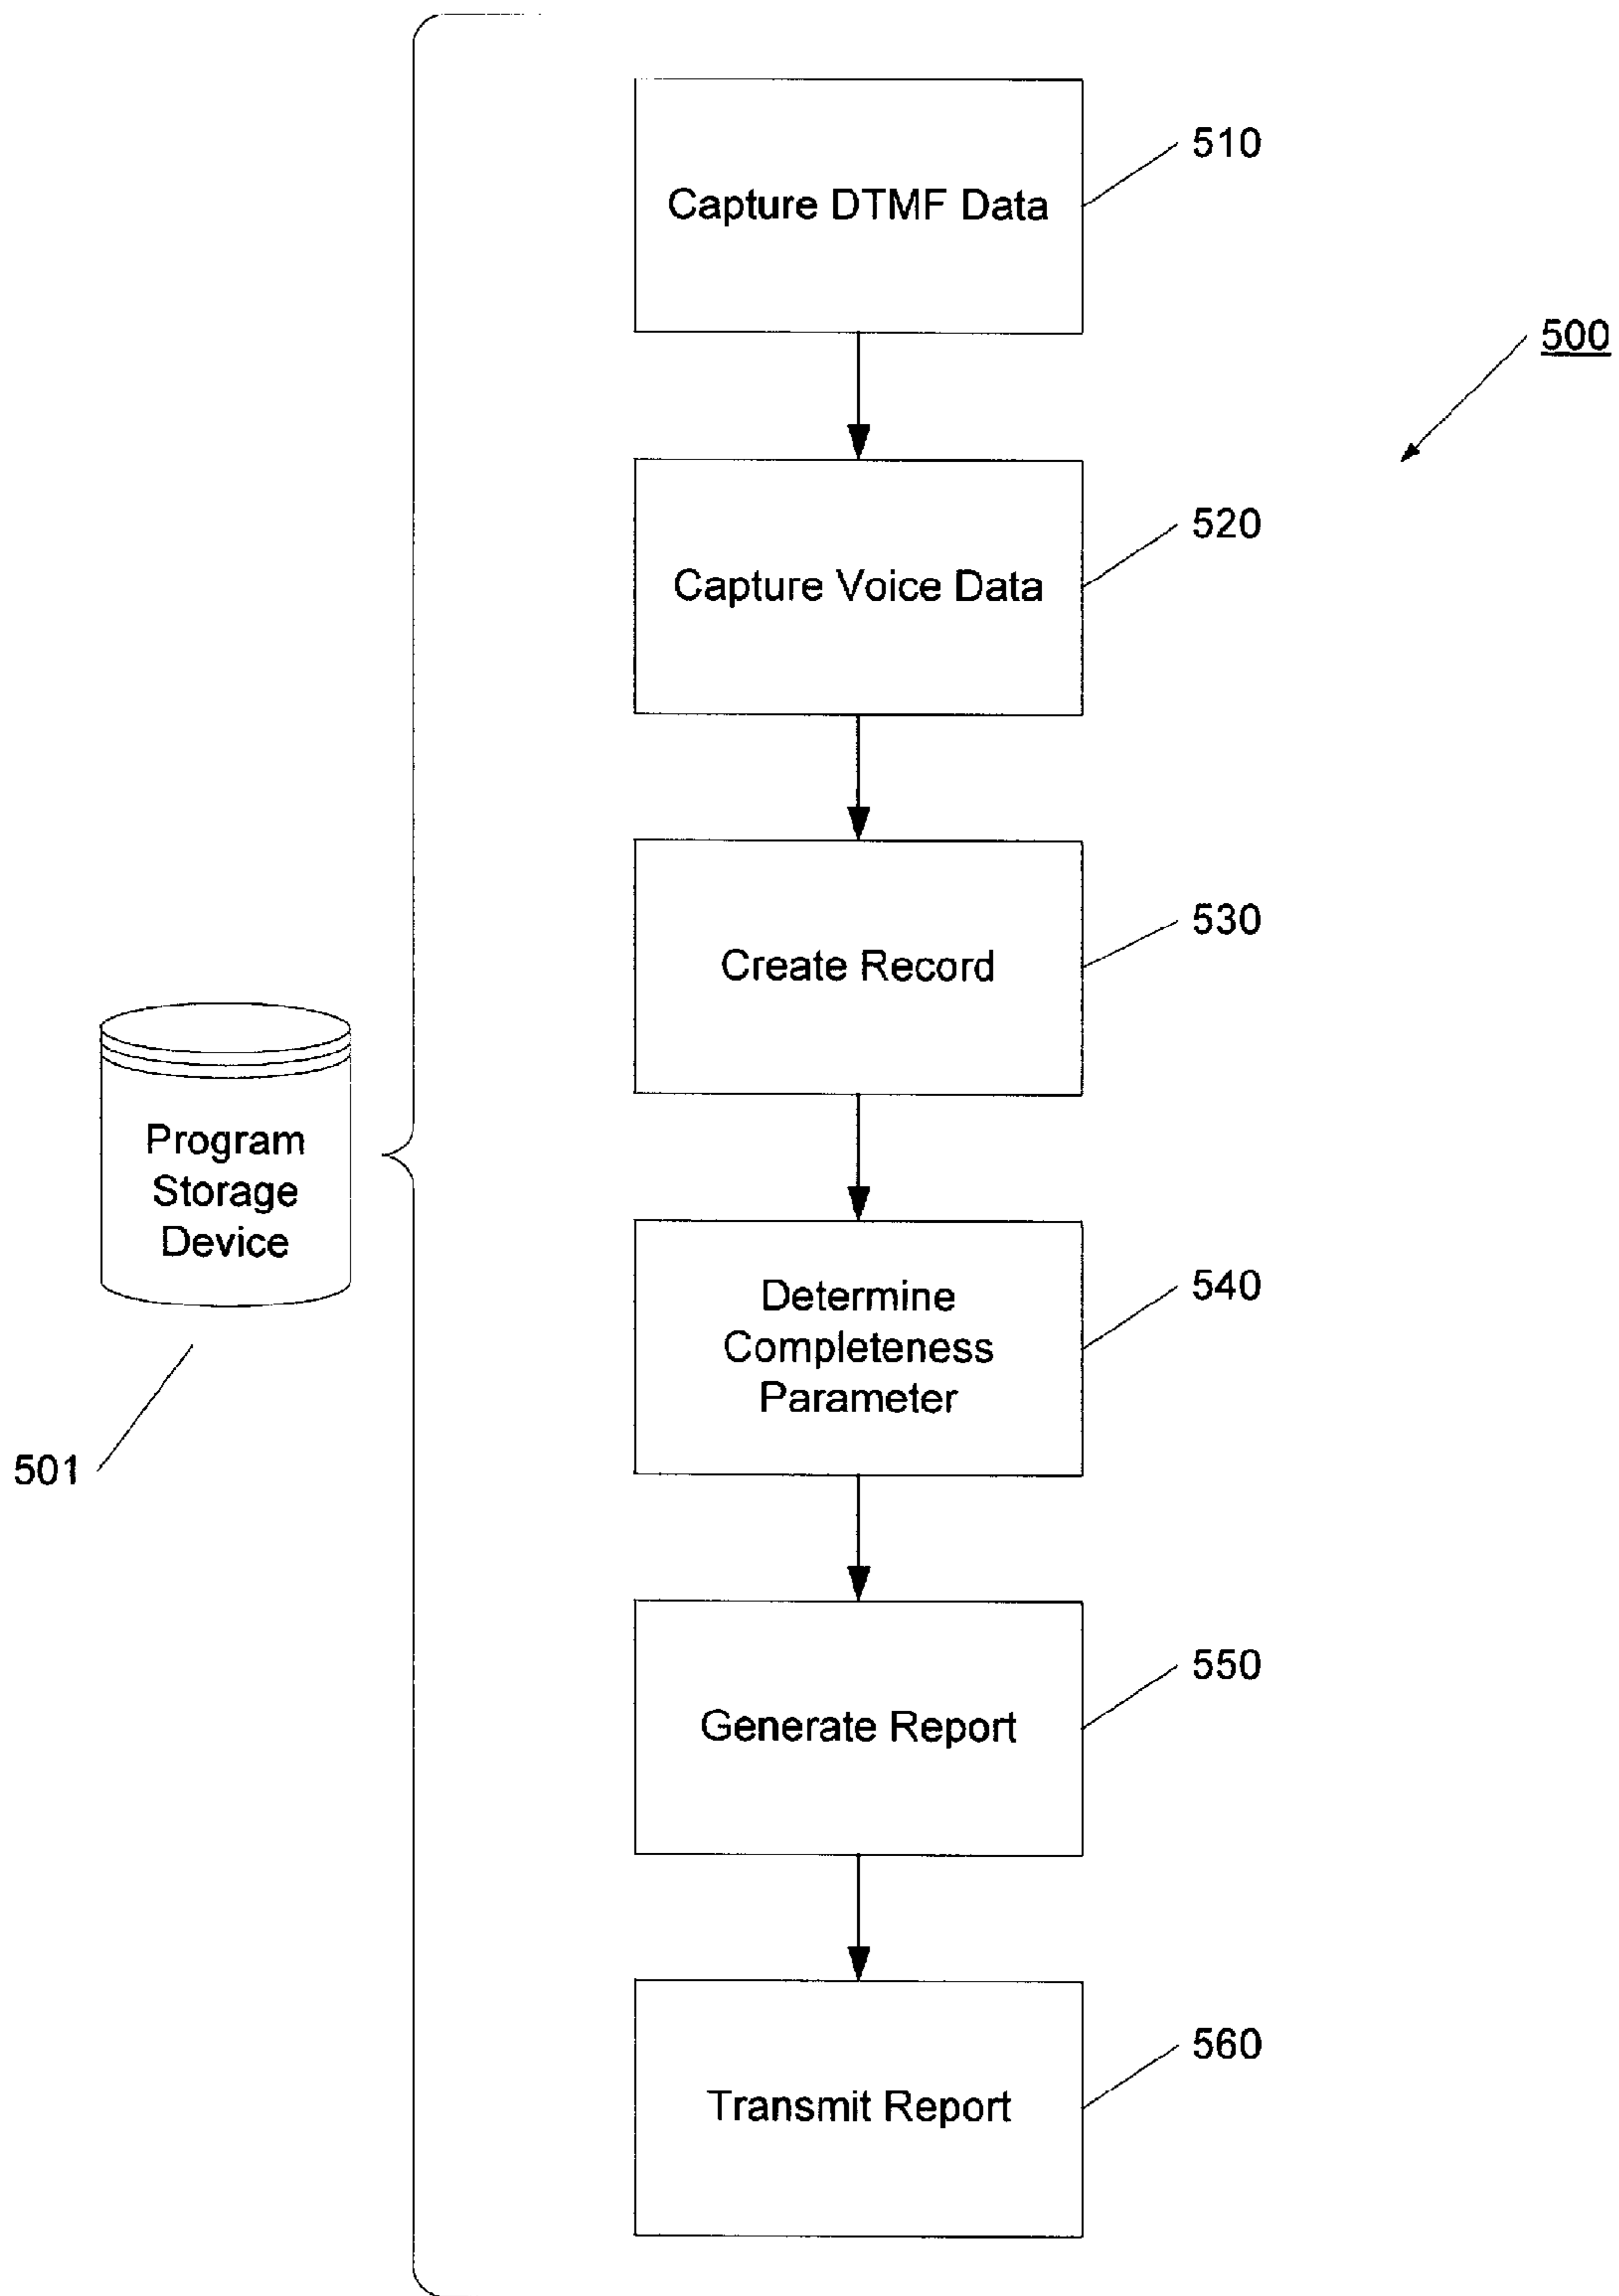 510
Capture DTMF Data
500
520
Capture Voice Data
530
Create Record
Program
Storage
Device
501
540
Determine
Completeness
Parameter
550
Generate Report
560
Transmit Report